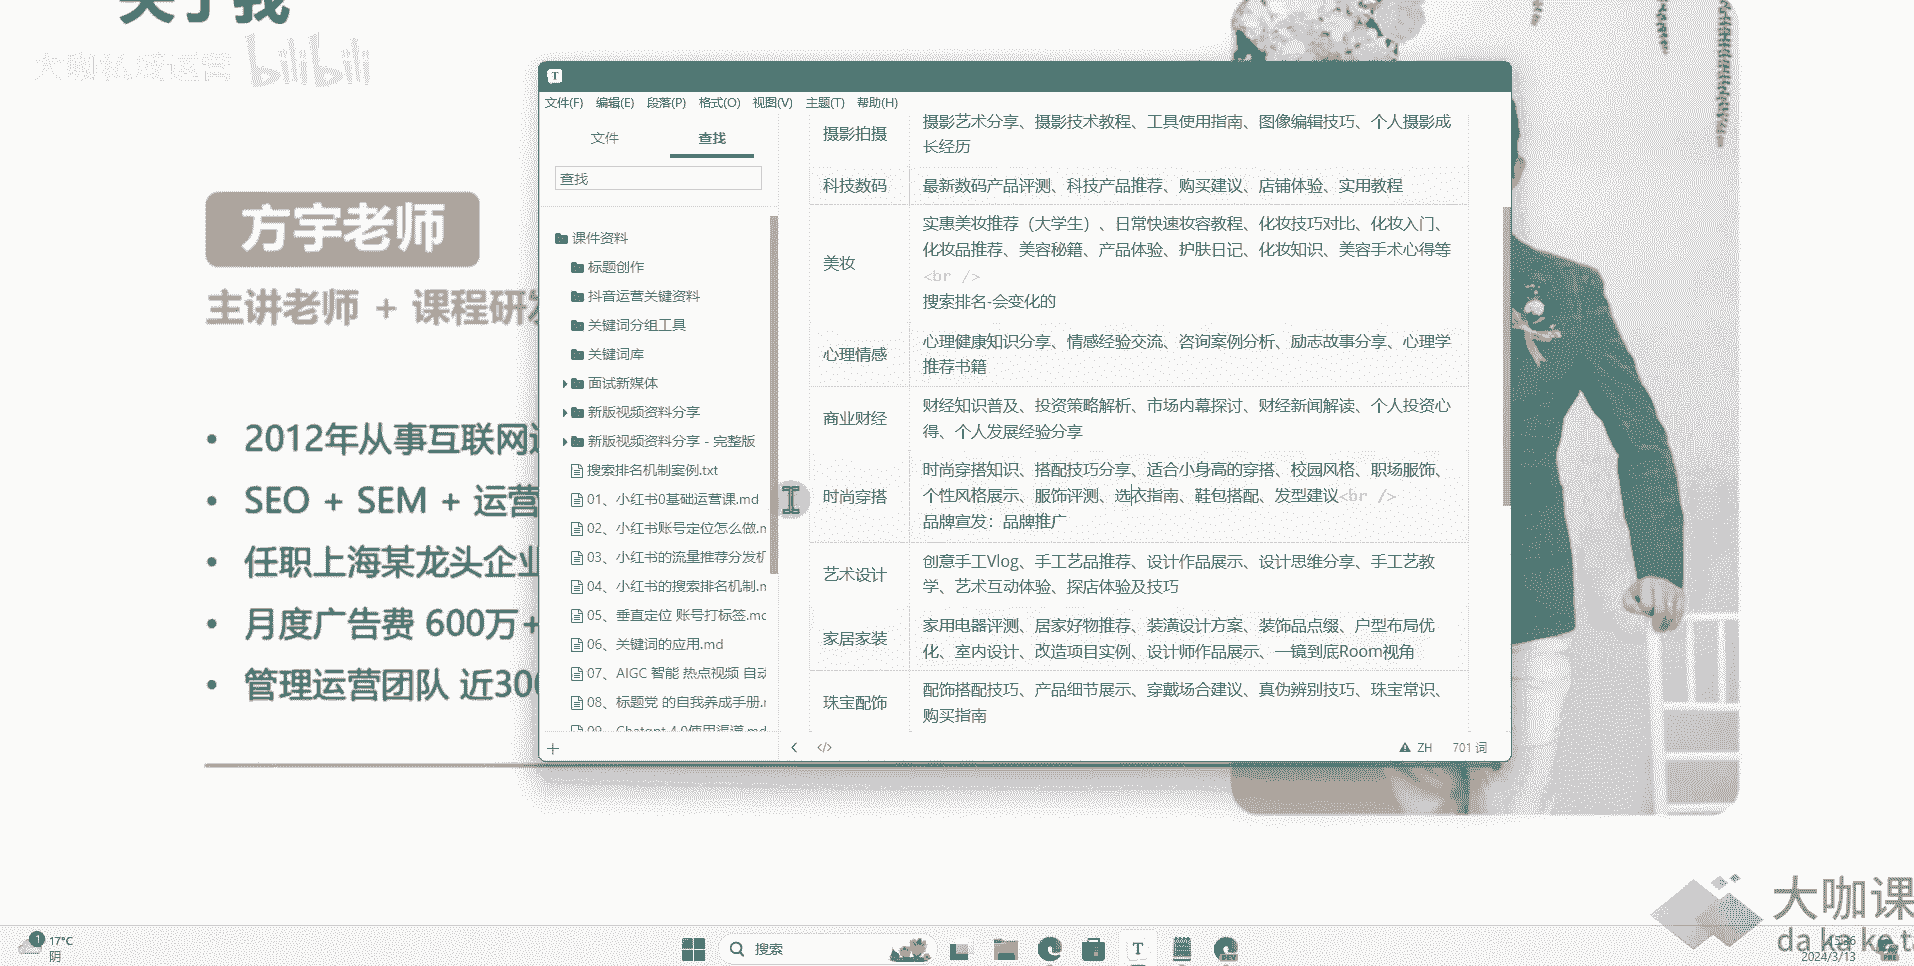 关于我
大咖私域运营 bilibili
方宇老师
主讲老师 + 课程研发
2012年从事互联网
SEO + SEM + 运营
任职上海某龙头企业
月度广告费 600万+
管理运营团队 近300
T
文件(F) 编辑(E) 段落(P) 格式(O) 视图(V) 主题(T) 帮助(H)
文件 查找
查找
课件资料
标题创作
抖音运营关键资料
关键词分组工具
关键词库
面试新媒体
新版视频资料分享
新版视频资料分享 - 完整版
搜索排名机制案例.txt
01、小红书0基础运营课.md
02、小红书账号定位怎么做.m
03、小红书的流量推荐分发机
04、小红书的搜索排名机制.m
05、垂直定位 账号打标签.mc
06、关键词的应用.md
07、AIGC 智能 热点视频 自动
08、标题党 的自我养成手册.r
09、Chatgpt 4.0使用渠道.md
摄影拍摄
摄影艺术分享、摄影技术教程、工具使用指南、图像编辑技巧、个人摄影成
长经历
科技数码
最新数码产品评测、科技产品推荐、购买建议、店铺体验、实用教程
美妆
实惠美妆推荐（大学生）、日常快速妆容教程、化妆技巧对比、化妆入门、
化妆品推荐、美容秘籍、产品体验、护肤日记、化妆知识、美容手术心得等
<br />
搜索排名-会变化的
心理情感
心理健康知识分享、情感经验交流、咨询案例分析、励志故事分享、心理学
推荐书籍
商业财经
财经知识普及、投资策略解析、市场内幕探讨、财经新闻解读、个人投资心
得、个人发展经验分享
时尚穿搭
时尚穿搭知识、搭配技巧分享、适合小身高的穿搭、校园风格、职场服饰、
个性风格展示、服饰评测、选衣指南、鞋包搭配、发型建议<br />
品牌宣发：品牌推广
艺术设计
创意手工Vlog、手工艺品推荐、设计作品展示、设计思维分享、手工艺教
学、艺术互动体验、探店体验及技巧
家居家装
家用电器评测、居家好物推荐、装潢设计方案、装饰品点缀、户型布局优
化、室内设计、改造项目实例、设计师作品展示、一镜到底Room视角
珠宝配饰
配饰搭配技巧、产品细节展示、穿戴场合建议、真伪辨别技巧、珠宝常识、
购买指南
</> ZH 701 词
大咖课
da ka ke
1 17°C
阴
搜索
T
DEV
2024/3/13
PRE